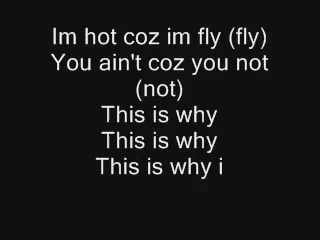 Im hot coz im fly (fly)
You ain't coz you not
(not)
This is why
This is why
This is why i